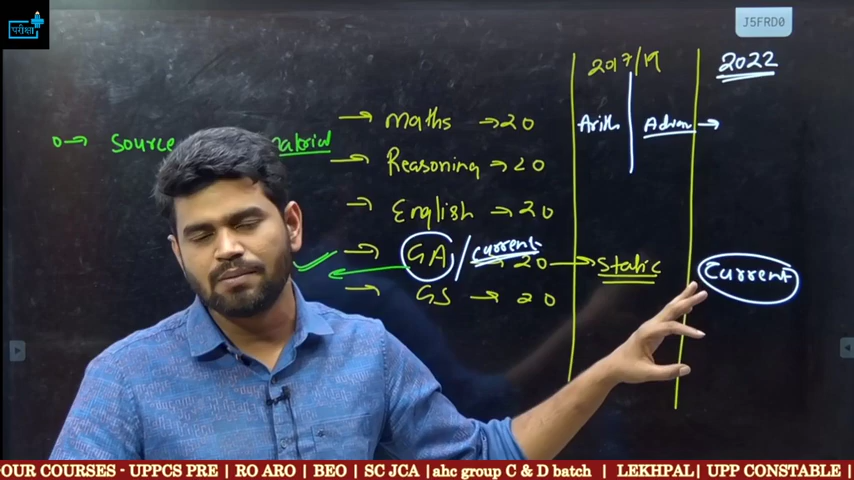 परीक्षा
J5FRD0
2017/19
2022
→ Maths → 20
Arith
Advan →
0→ Source material
→ Reasoning → 20
→ English → 20
→ GA / current → 20 → static
current
→ GS → 20
OUR COURSES - UPPCS PRE | RO ARO | BEO | SC JCA |ahc group C & D batch | LEKHPAL| UPP CONSTABLE |